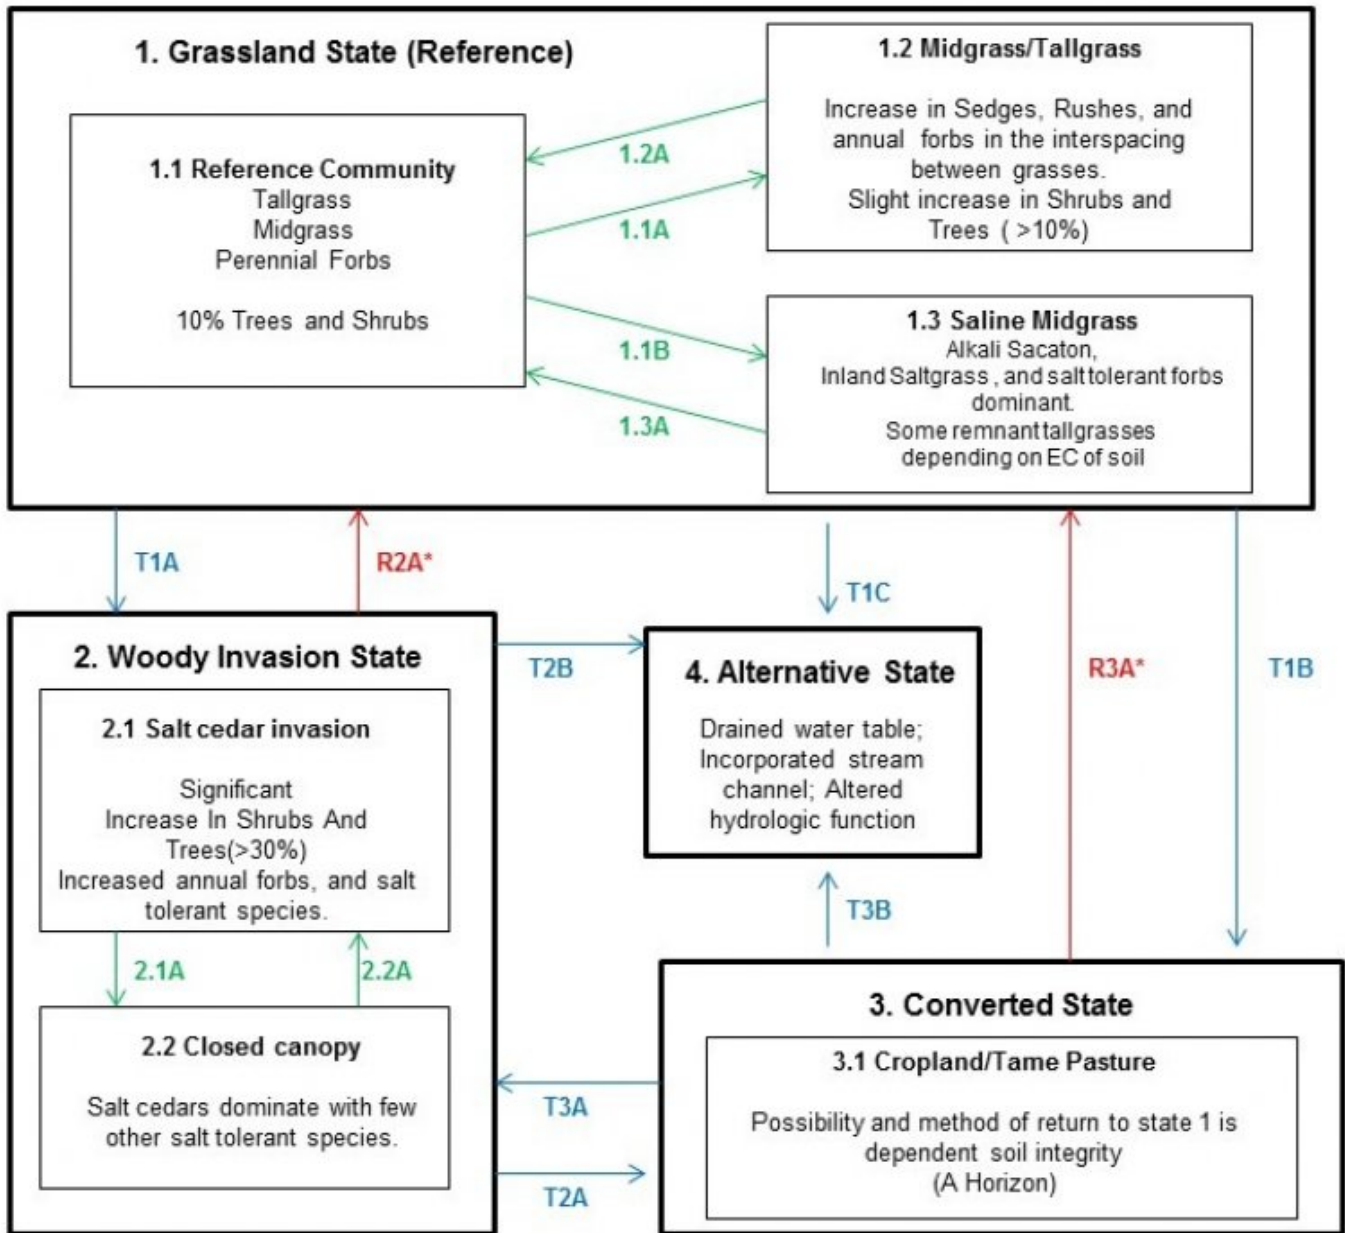 1. Grassland State (Reference)
1.1 Reference Community
Tallgrass
Midgrass
Perennial Forbs
10% Trees and Shrubs
1.2A
1.1A
1.1B
1.3A
1.2 Midgrass/Tallgrass
Increase in Sedges, Rushes, and
annual forbs in the interspacing
between grasses.
Slight increase in Shrubs and
Trees ( >10%)
1.3 Saline Midgrass
Alkali Sacaton,
Inland Saltgrass , and salt tolerant forbs
dominant.
Some remnant tallgrasses
depending on EC of soil
T1A
R2A*
T1C
R3A*
T1B
2. Woody Invasion State
2.1 Salt cedar invasion
Significant
Increase In Shrubs And
Trees(>30%)
Increased annual forbs, and salt
tolerant species.
2.1A
2.2A
2.2 Closed canopy
Salt cedars dominate with few
other salt tolerant species.
T2B
4. Alternative State
Drained water table;
Incorporated stream
channel; Altered
hydrologic function
T3B
T3A
T2A
3. Converted State
3.1 Cropland/Tame Pasture
Possibility and method of return to state 1 is
dependent soil integrity
(A Horizon)